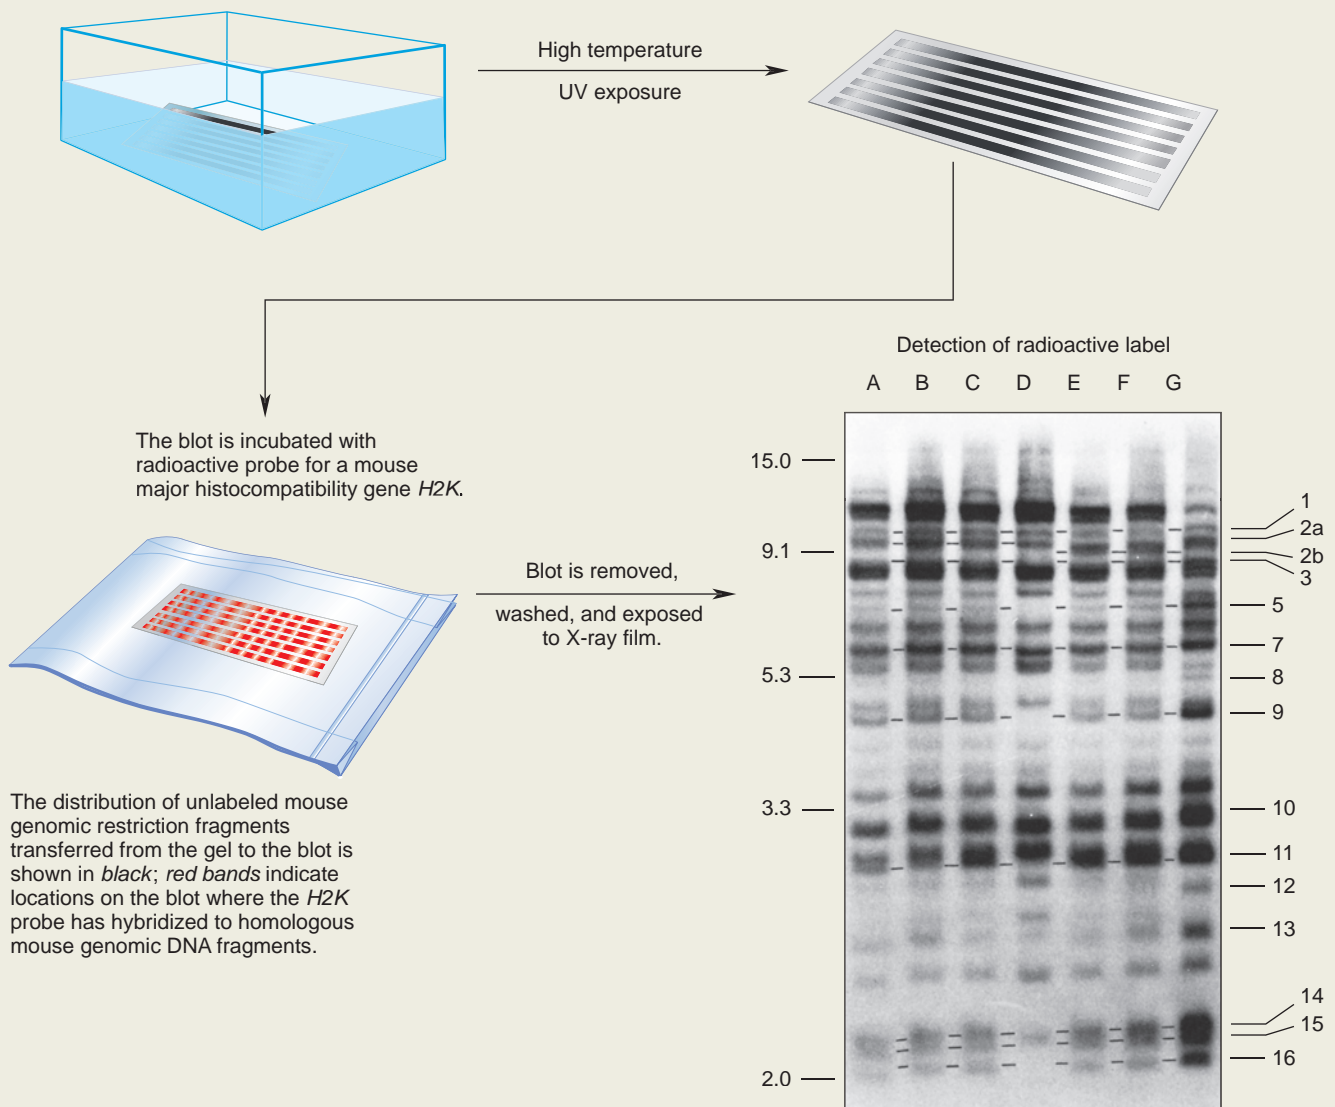 High temperature
UV exposure
The blot is incubated with
radioactive probe for a mouse
major histocompatibility gene H2K.
Blot is removed,
washed, and exposed
to X-ray film.
The distribution of unlabeled mouse
genomic restriction fragments
transferred from the gel to the blot is
shown in black; red bands indicate
locations on the blot where the H2K
probe has hybridized to homologous
mouse genomic DNA fragments.
Detection of radioactive label
A B C D E F G
15.0
9.1
5.3
3.3
2.0
1
2a
2b
3
5
7
8
9
10
11
12
13
14
15
16